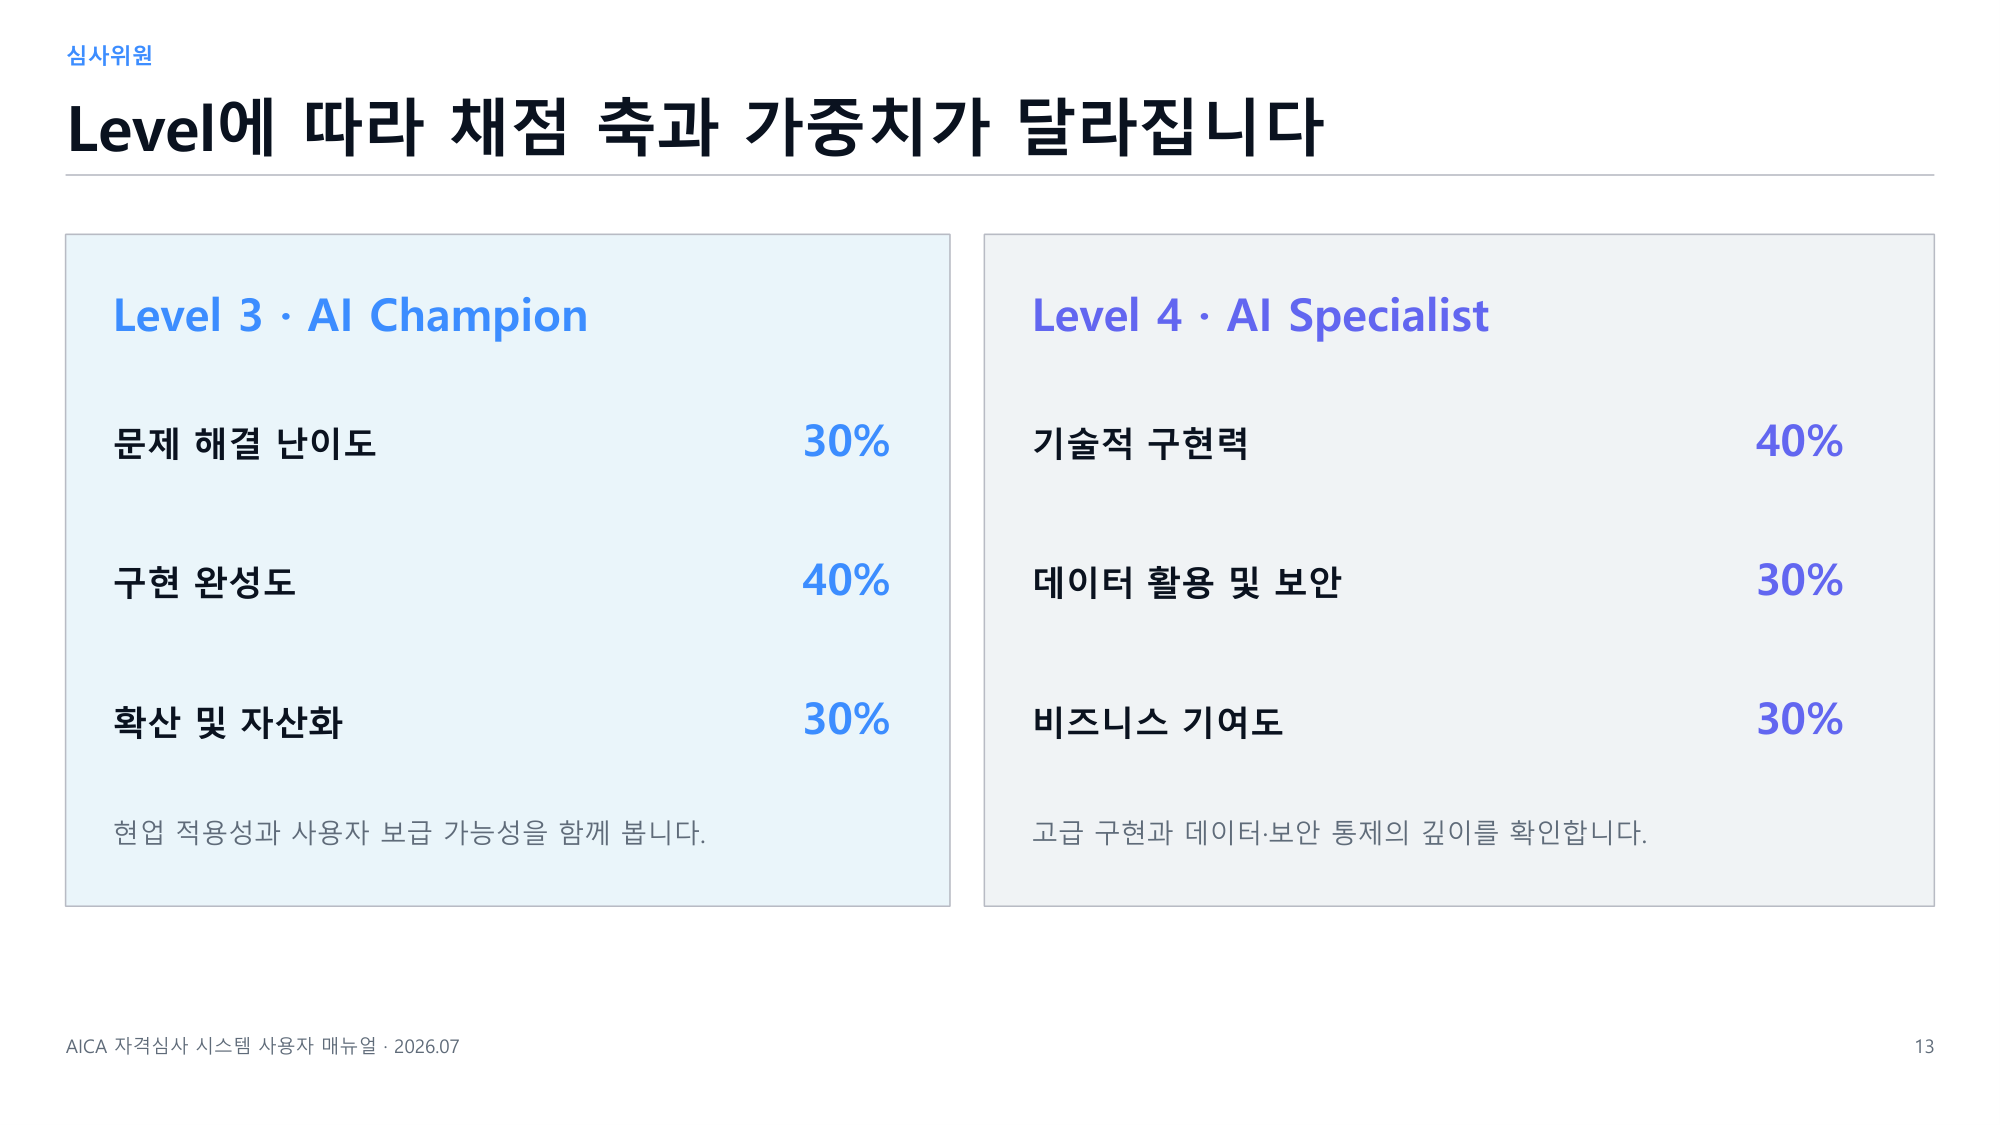 심사위원
Level에 따라 채점 축과 가중치가 달라집니다
Level 3 · AI Champion
문제 해결 난이도 30%
구현 완성도 40%
확산 및 자산화 30%
현업 적용성과 사용자 보급 가능성을 함께 봅니다.
Level 4 · AI Specialist
기술적 구현력 40%
데이터 활용 및 보안 30%
비즈니스 기여도 30%
고급 구현과 데이터·보안 통제의 깊이를 확인합니다.
AICA 자격심사 시스템 사용자 매뉴얼 · 2026.07
13